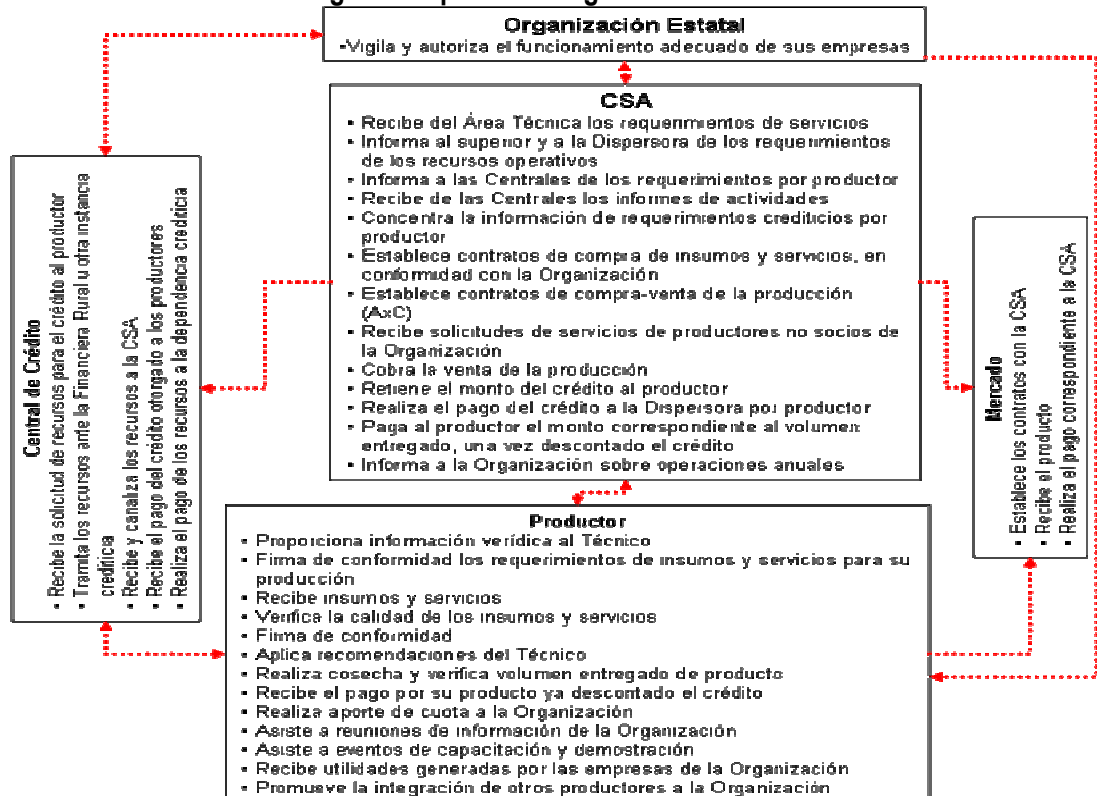 Organización Estatal
-Vigila y autoriza el funcionamiento adecuado de sus empresas
CSA
• Recibe del Área Técnica los requerimientos de servicios
• Informa al superior y a la Dispersora de los requerimientos
de los recursos operativos
• Informa a las Centrales de los requerimientos por productor
• Recibe de las Centrales los informes de actividades
• Concentra la información de requerimientos crediticios por
productor
• Establece contratos de compra de insumos y servicios, en
conformidad con la Organización
• Establece contratos de compra-venta de la producción
(AxC)
• Recibe solicitudes de servicios de productores no socios de
la Organización
• Cobra la venta de la producción
• Retiene el monto del crédito al productor
• Realiza el pago del crédito a la Dispersora por productor
• Paga al productor el monto correspondiente al volumen
entregado, una vez descontado el crédito
• Informa a la Organización sobre operaciones anuales
Central de Crédito
• Recibe la solicitud de recursos para el crédito al productor
• Tramita los recursos ante la Financiera Rural u otra instancia
crediticia
• Recibe y canaliza los recursos a la CSA
• Recibe el pago del crédito otorgado a los productores
• Realiza el pago de los recursos a la dependencia crediticia
Mercado
• Establece los contratos con la CSA
• Recibe el producto
• Realiza el pago correspondiente a la CSA
Productor
• Proporciona información verídica al Técnico
• Firma de conformidad los requerimientos de insumos y servicios para su
producción
• Recibe insumos y servicios
• Verifica la calidad de los insumos y servicios
• Firma de conformidad
• Aplica recomendaciones del Técnico
• Realiza cosecha y verifica volumen entregado de producto
• Recibe el pago por su producto ya descontado el crédito
• Realiza aporte de cuota a la Organización
• Asiste a reuniones de información de la Organización
• Asiste a eventos de capacitación y demostración
• Recibe utilidades generadas por las empresas de la Organización
• Promueve la integración de otros productores a la Organización